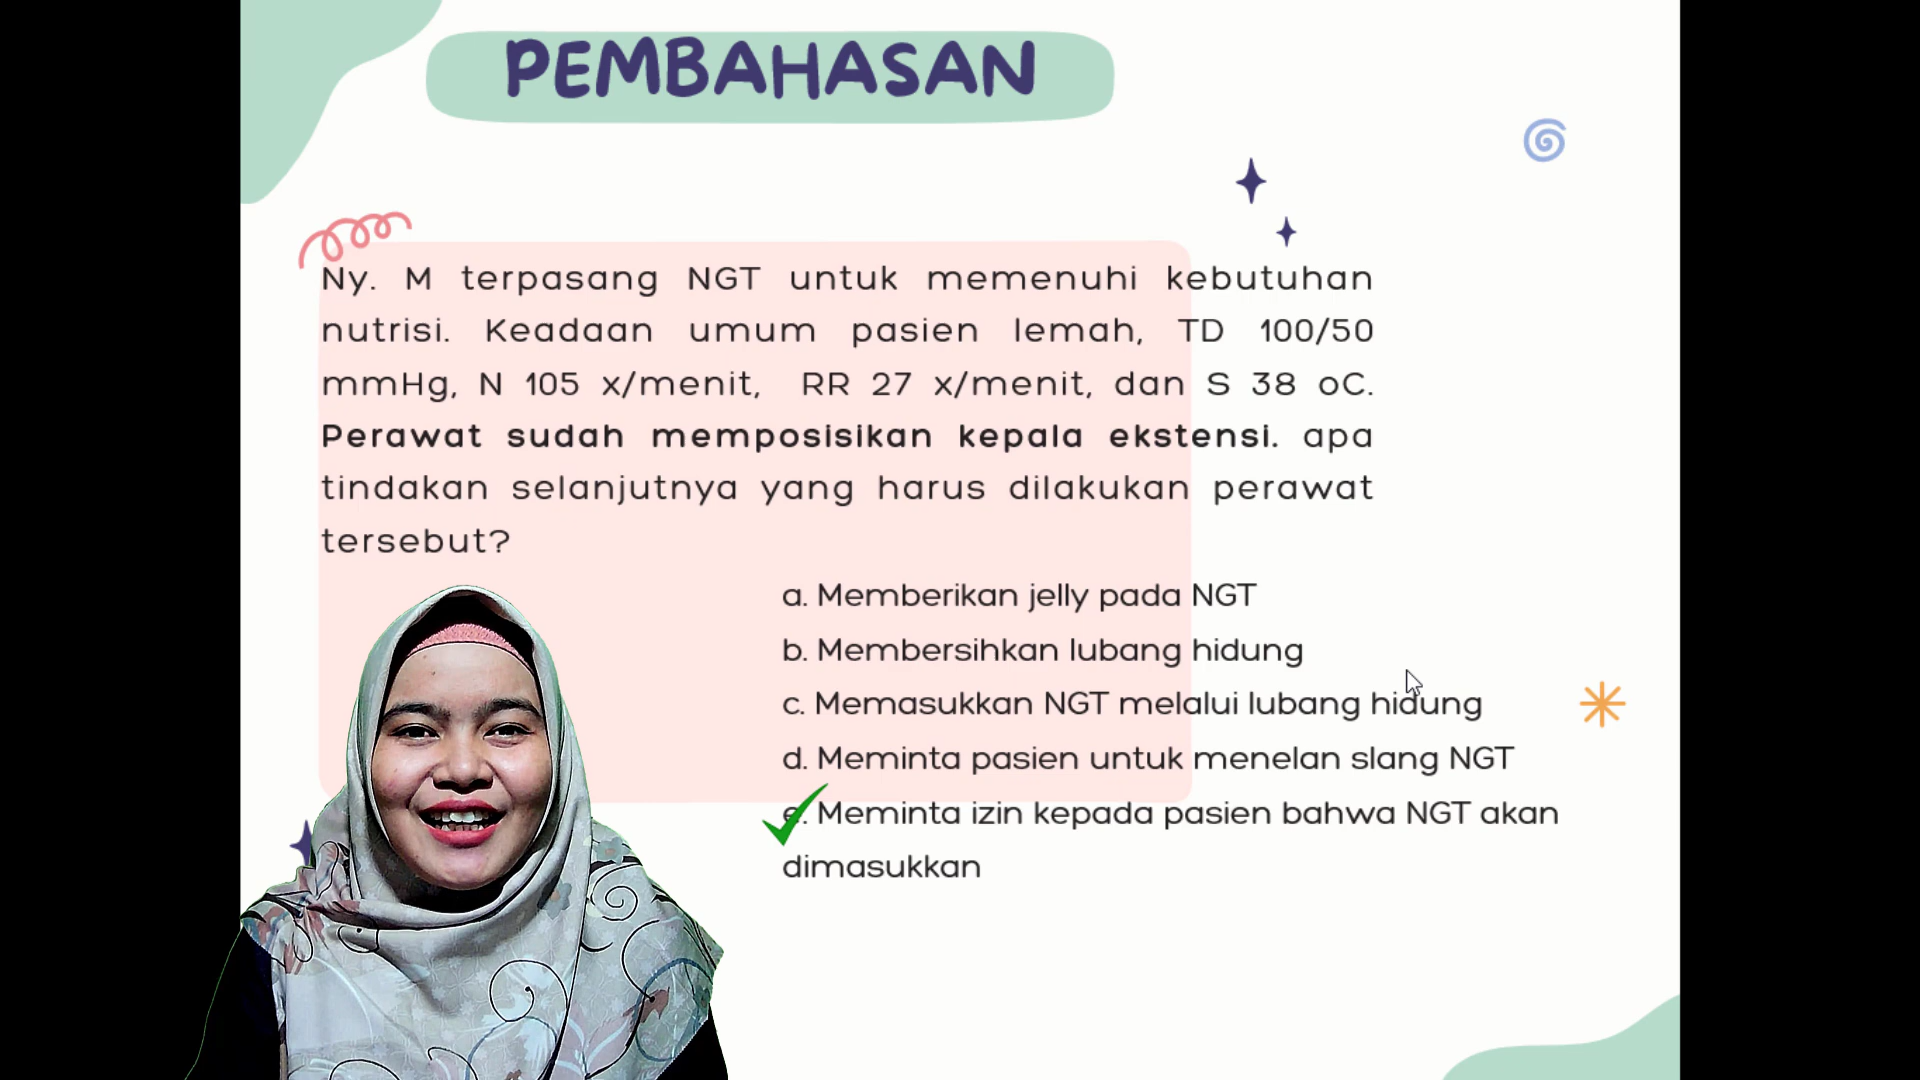 PEMBAHASAN
Ny. M terpasang NGT untuk memenuhi kebutuhan
nutrisi. Keadaan umum pasien lemah, TD 100/50
mmHg, N 105 x/menit, RR 27 x/menit, dan S 38 oC.
Perawat sudah memposisikan kepala ekstensi. apa
tindakan selanjutnya yang harus dilakukan perawat
tersebut?
a. Memberikan jelly pada NGT
b. Membersihkan lubang hidung
c. Memasukkan NGT melalui lubang hidung
d. Meminta pasien untuk menelan slang NGT
e. Meminta izin kepada pasien bahwa NGT akan
dimasukkan